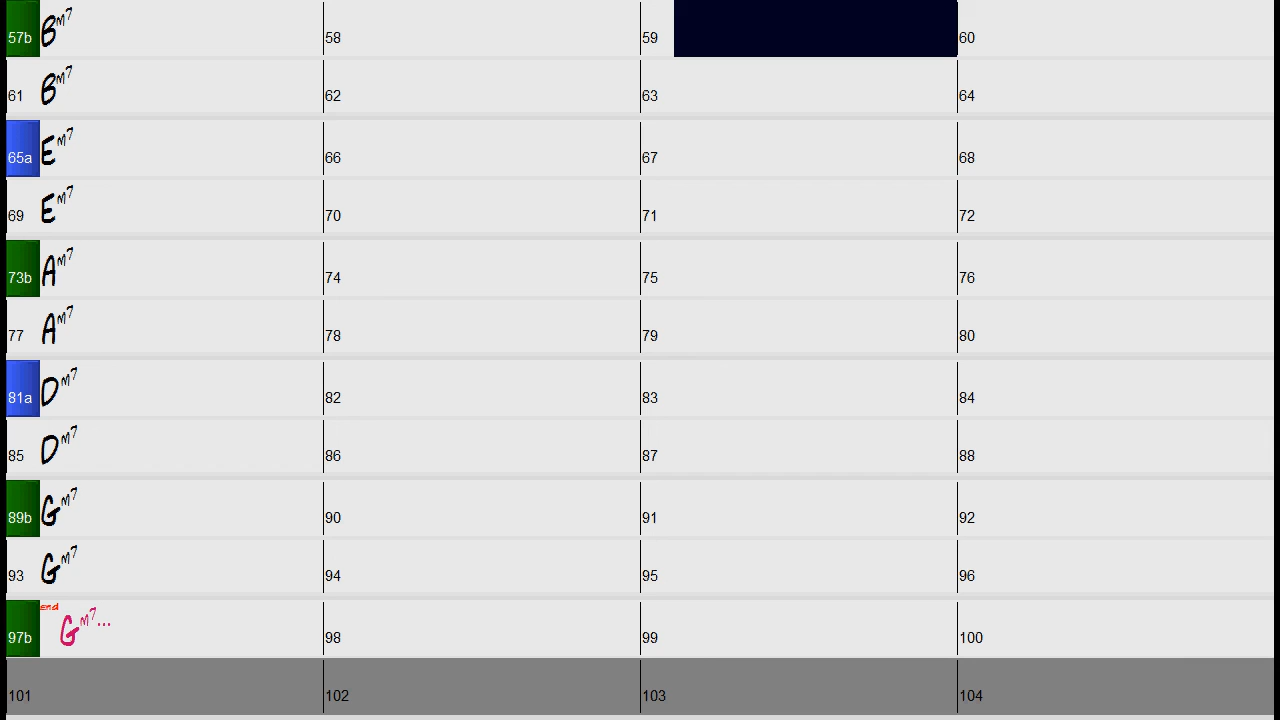 57b Bm7 58 59 60
61 Bm7 62 63 64
65a Em7 66 67 68
69 Em7 70 71 72
73b Am7 74 75 76
77 Am7 78 79 80
81a Dm7 82 83 84
85 Dm7 86 87 88
89b Gm7 90 91 92
93 Gm7 94 95 96
End
97b Gm7... 98 99 100
101 102 103 104